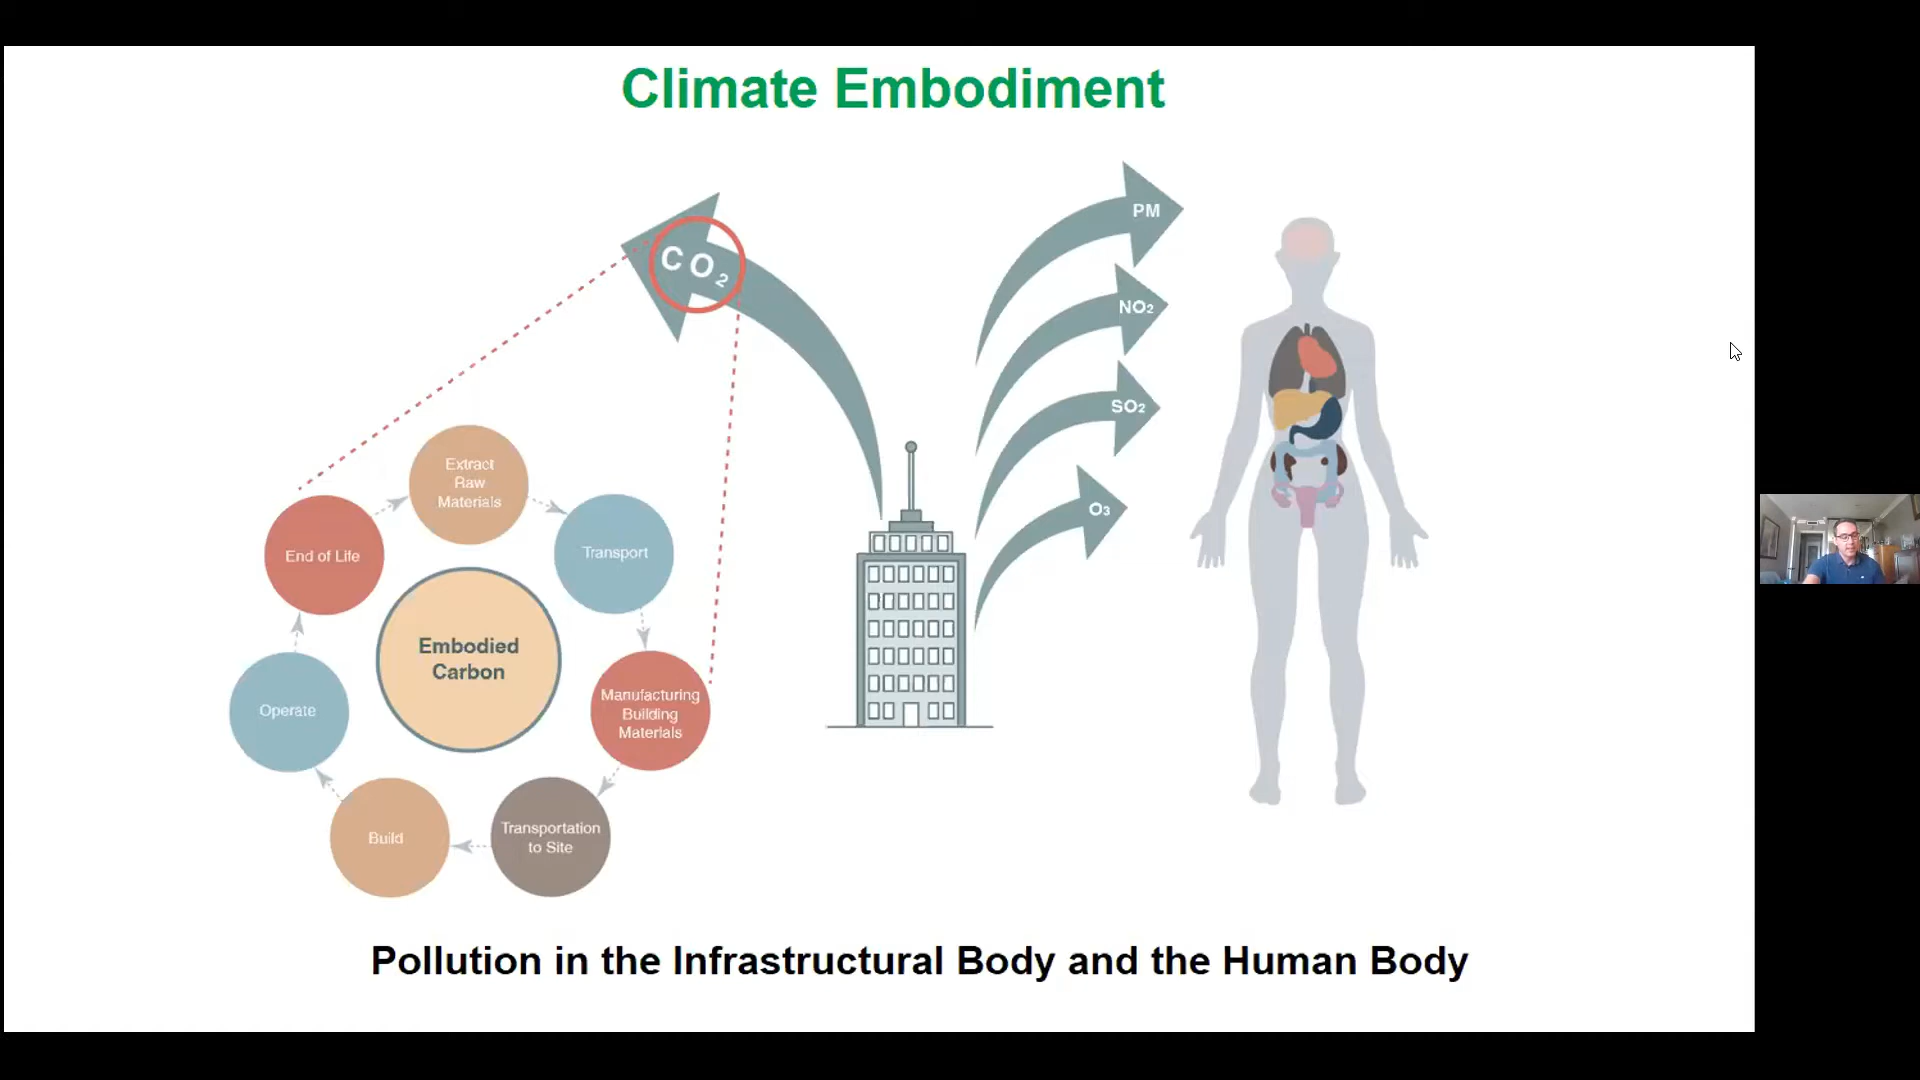 Climate Embodiment
CO₂
PM
NO₂
SO₂
O₃
Extract
Raw
Materials
Transport
Manufacturing
Building
Materials
Transportation
to Site
Build
Operate
End of Life
Embodied
Carbon
Pollution in the Infrastructural Body and the Human Body